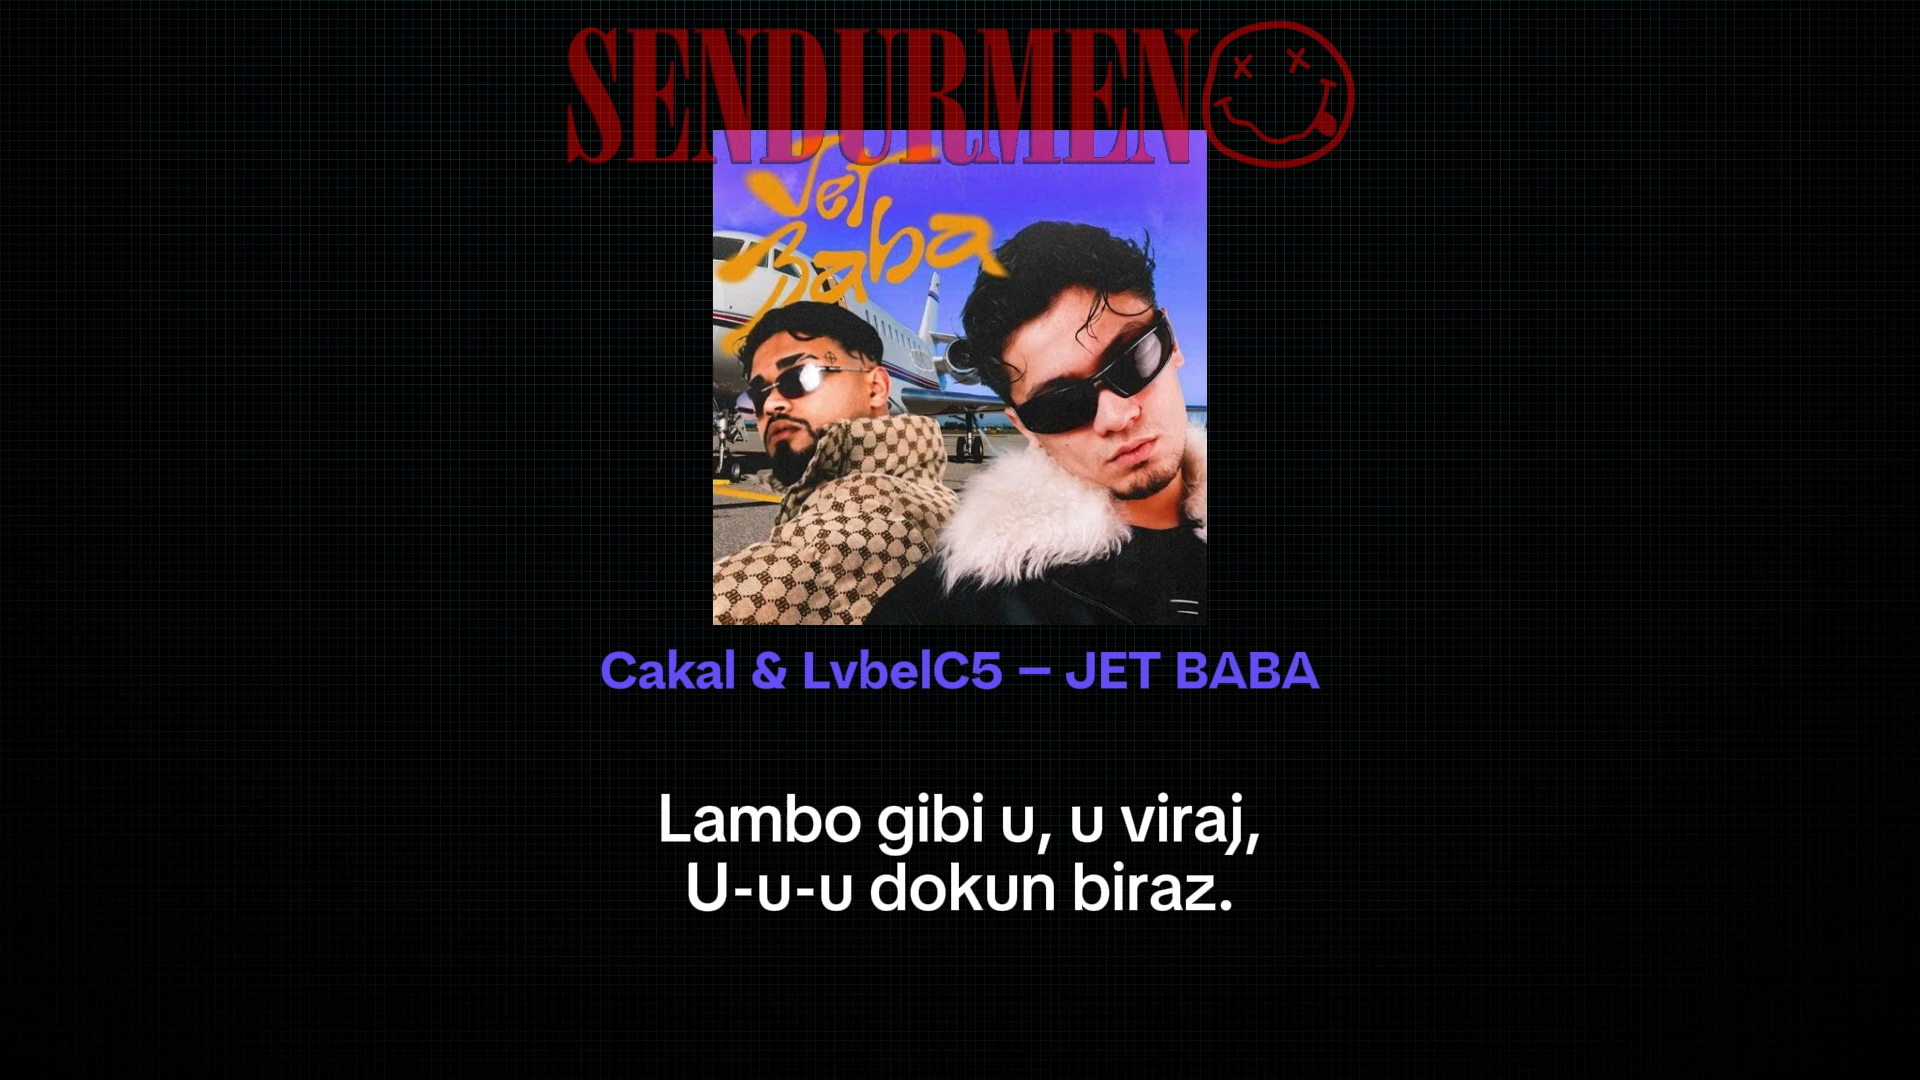 SENDURMEN
Jet
Baba
Cakal & LvbelC5 – JET BABA
Lambo gibi u, u viraj,
U-u-u dokun biraz.